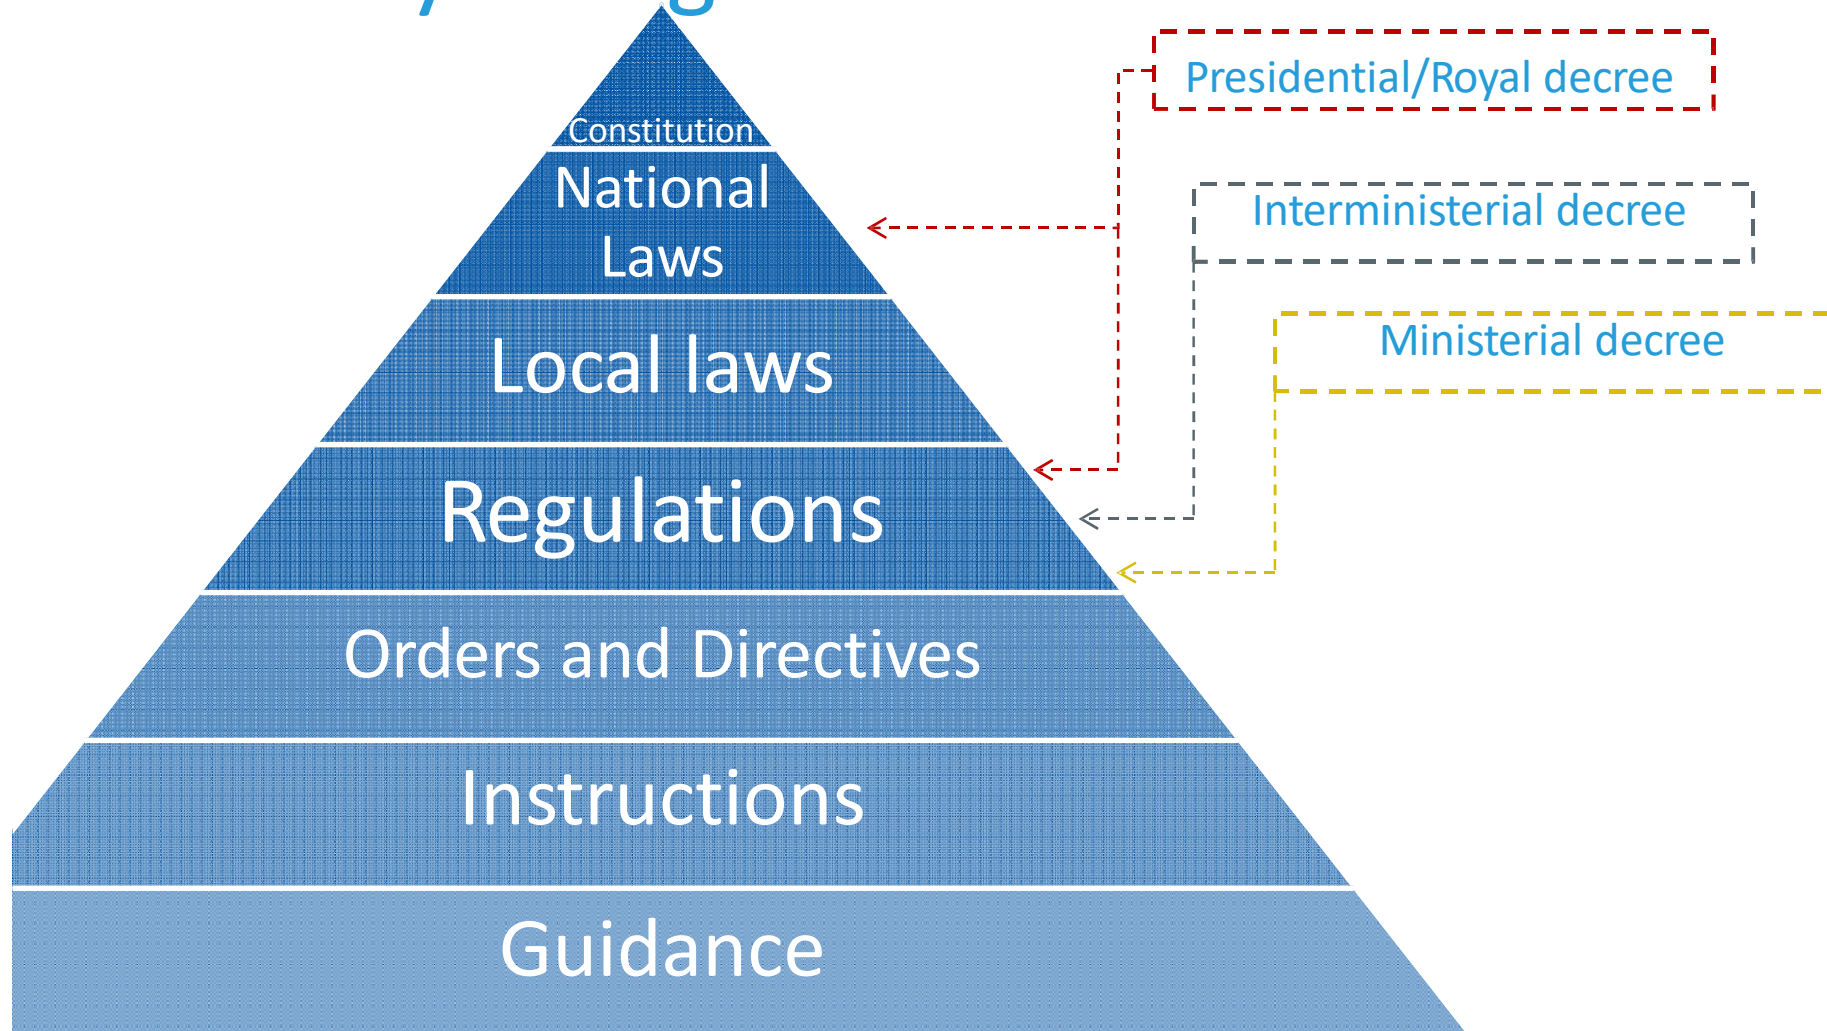 Constitution
National
Laws
Local laws
Regulations
Orders and Directives
Instructions
Guidance
Presidential/Royal decree
Interministerial decree
Ministerial decree